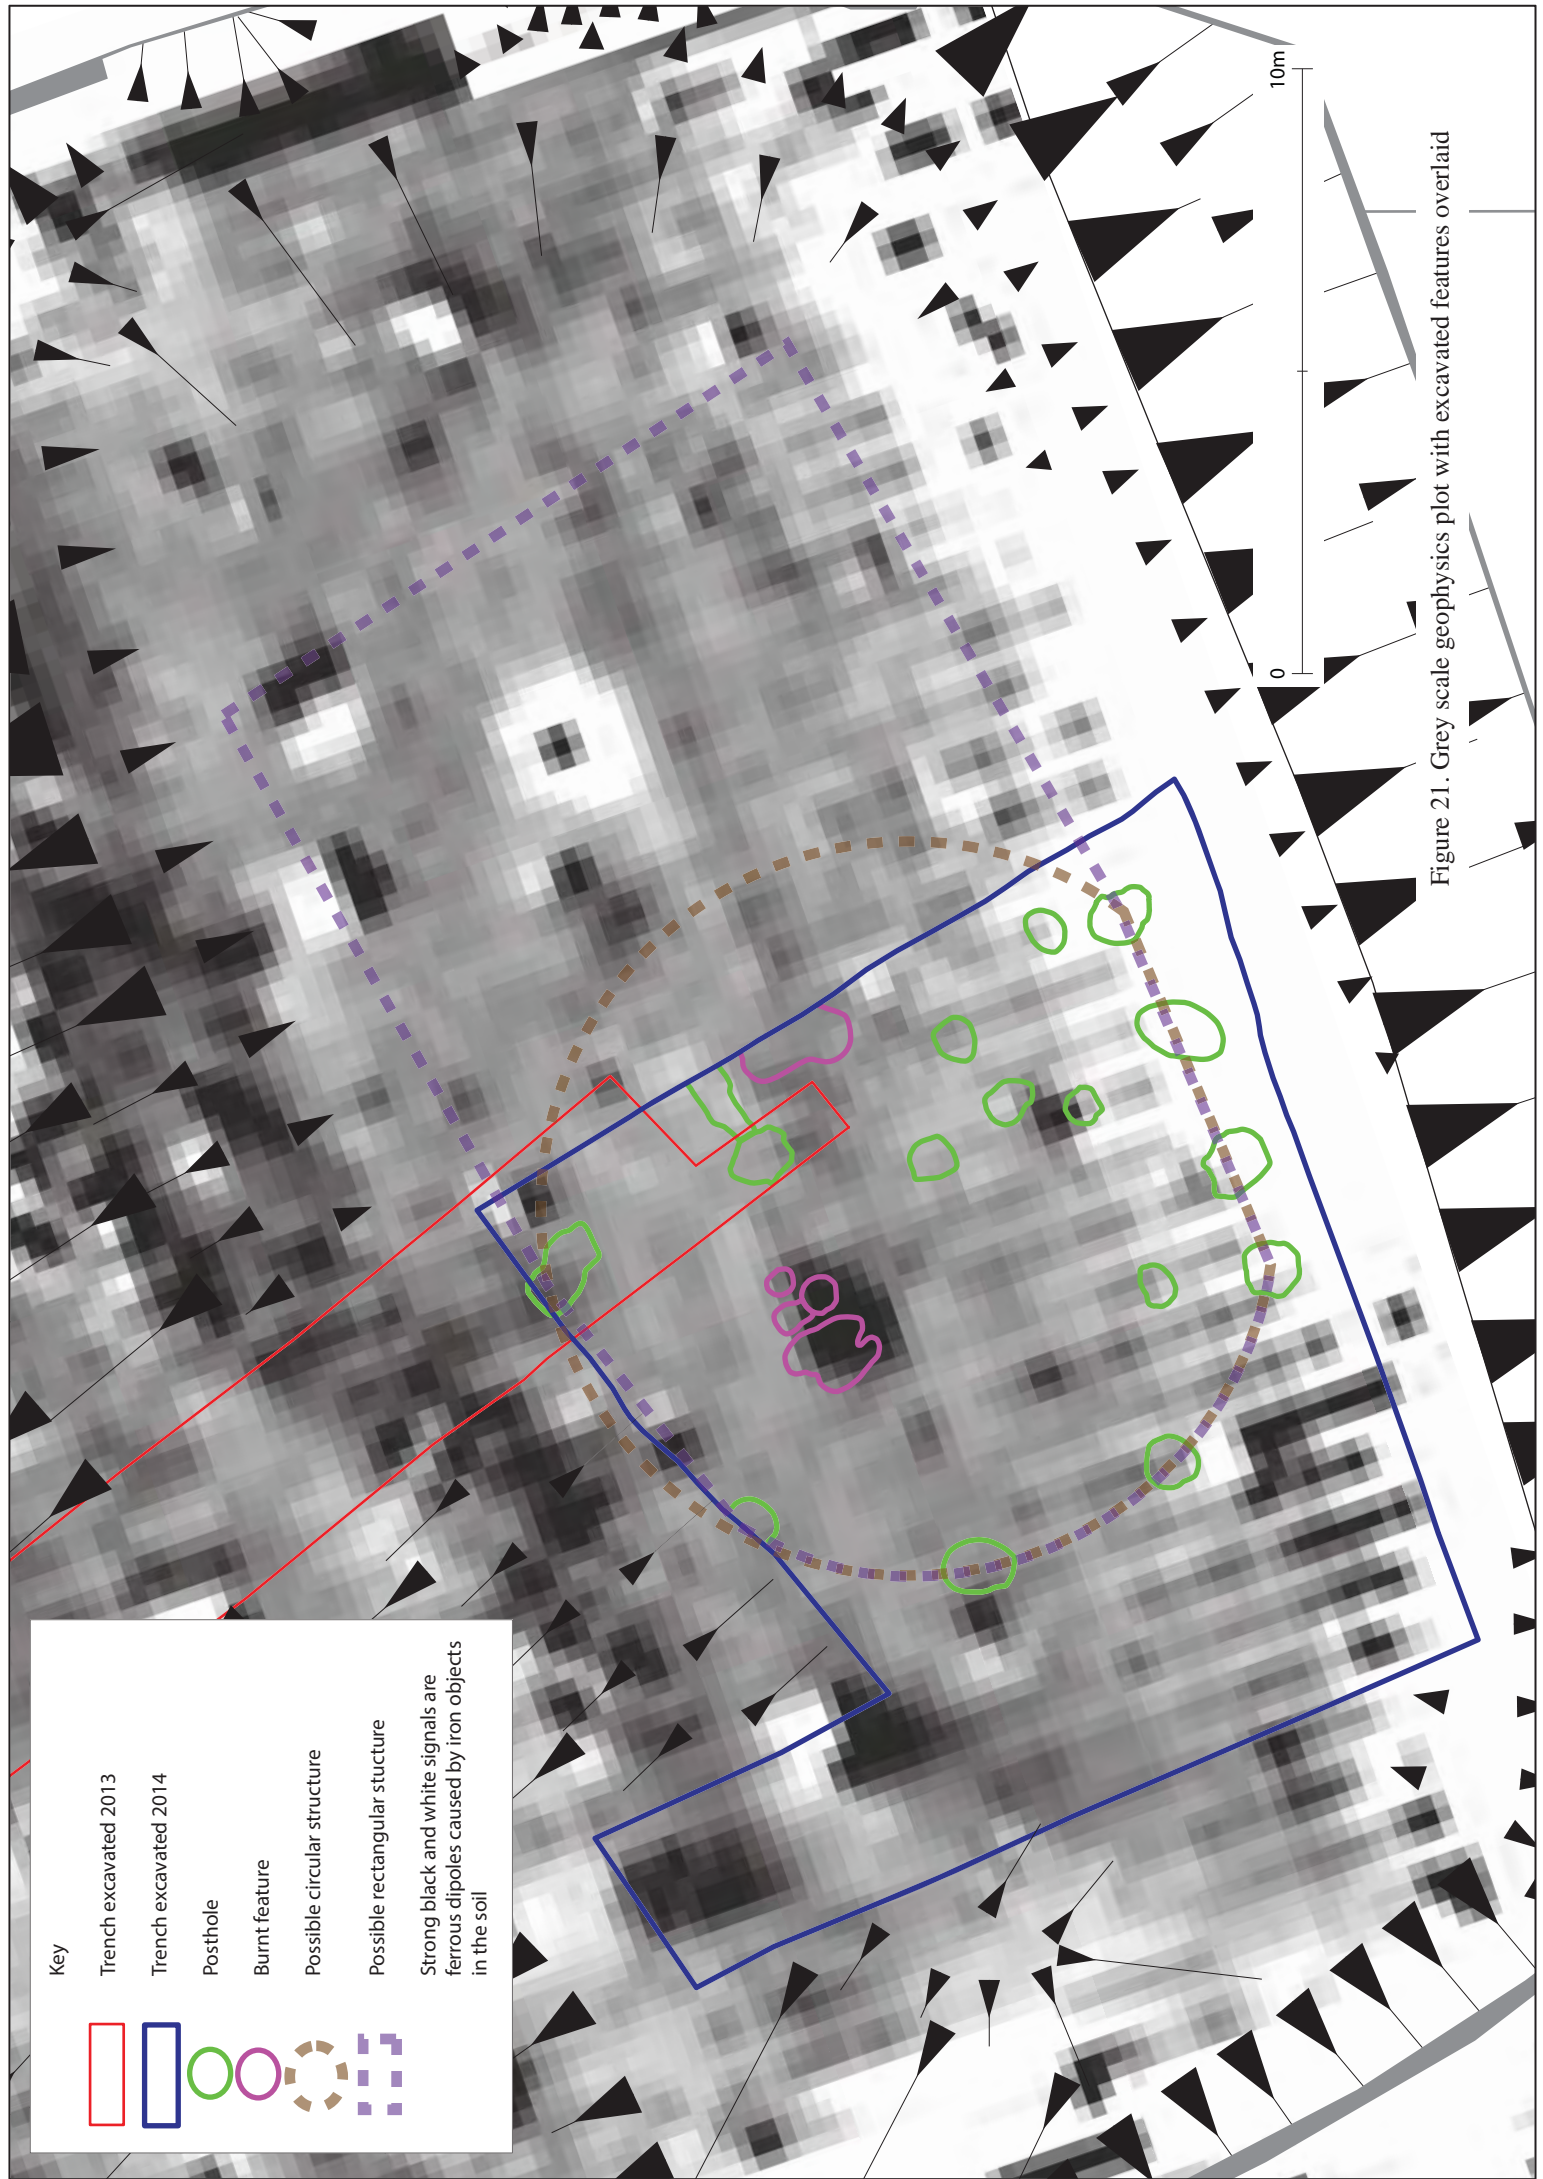 Key
Trench excavated 2013
Trench excavated 2014
Posthole
Burnt feature
Possible circular structure
Possible rectangular stucture
Strong black and white signals are
ferrous dipoles caused by iron objects
in the soil
0
10m
Figure 21. Grey scale geophysics plot with excavated features overlaid